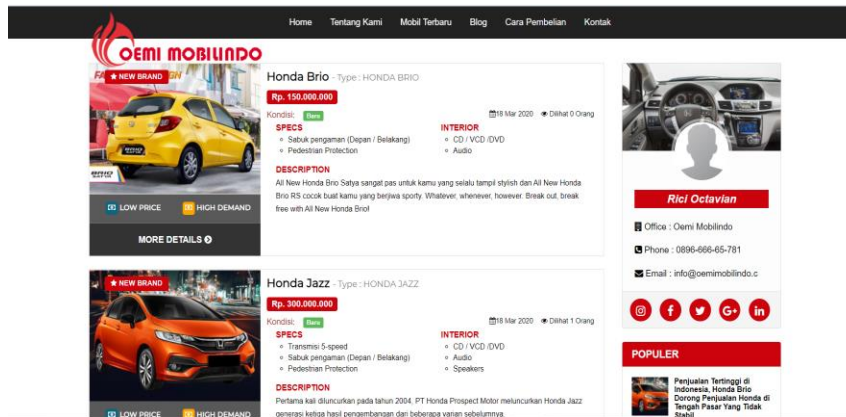 Home Tentang Kami Mobil Terbaru Blog Cara Pembelian Kontak
OEMI MOBILINDO
NEW BRAND
Honda Brio - Type : HONDA BRIO
Rp. 150.000.000
Kondisi: Baru
18 Mar 2020 Dilihat 0 Orang
SPECS
Sabuk pengaman (Depan / Belakang)
Pedestrian Protection
INTERIOR
CD / VCD /DVD
Audio
DESCRIPTION
All New Honda Brio Satya sangat pas untuk kamu yang selalu tampil stylish dan All New Honda
Brio RS cocok buat kamu yang berjiwa sporty. Whatever, whenever, however. Break out, break
free with All New Honda Brio!
LOW PRICE HIGH DEMAND
MORE DETAILS
NEW BRAND
Honda Jazz - Type : HONDA JAZZ
Rp. 300.000.000
Kondisi: Baru
18 Mar 2020 Dilihat 1 Orang
SPECS
Transmisi 5-speed
Sabuk pengaman (Depan / Belakang)
Pedestrian Protection
INTERIOR
CD / VCD /DVD
Audio
Speakers
DESCRIPTION
Pertama kali diluncurkan pada tahun 2004, PT Honda Prospect Motor meluncurkan Honda Jazz
generasi ketiga hasil pengembangan dari beberapa varian sebelumnya.
LOW PRICE HIGH DEMAND
Rici Octavian
Office : Oemi Mobilindo
Phone : 0896-666-65-781
Email : info@oemimobilindo.c
POPULER
Penjualan Tertinggi di
Indonesia, Honda Brio
Dorong Penjualan Honda di
Tengah Pasar Yang Tidak
Stabil